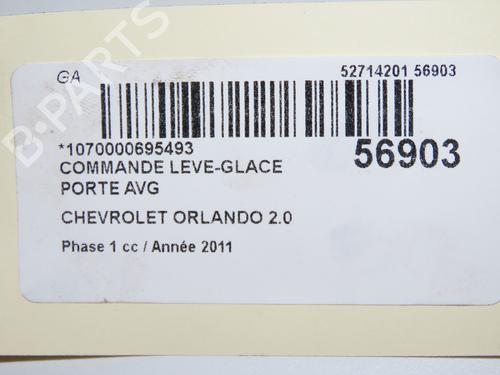 GA
52714201 56903
*1070000695493
56903
COMMANDE LEVE-GLACE
PORTE AVG
CHEVROLET ORLANDO 2.0
Phase 1 cc / Année 2011
B-PARTS